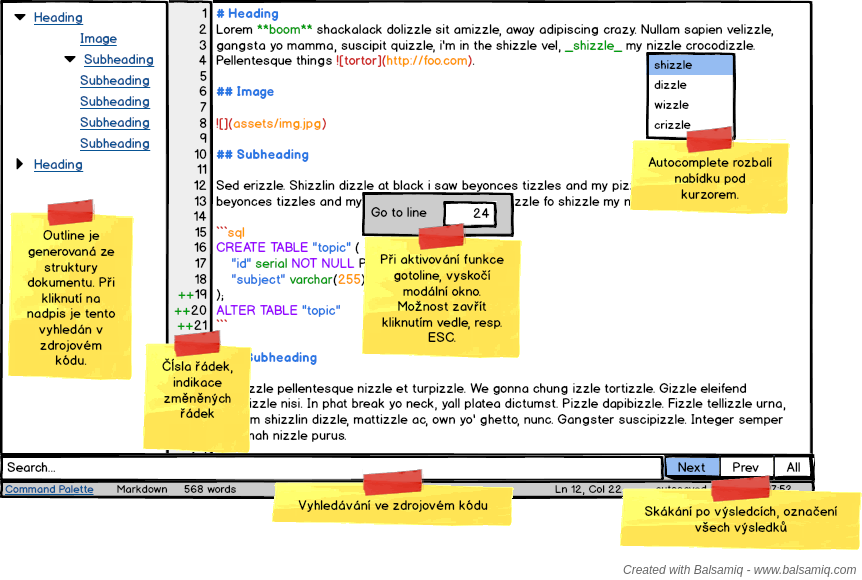 Heading
Image
Subheading
Subheading
Subheading
Subheading
Subheading
Heading
Outline je
generovaná ze
struktury
dokumentu. Při
kliknutí na
nadpis je tento
vyhledán v
zdrojovém
kódu.
1 # Heading
2 Lorem **boom** shackalack dolizzle sit amizzle, away adipiscing crazy. Nullam sapien velizzle,
3 gangsta yo mamma, suscipit quizzle, i'm in the shizzle vel, _shizzle_ my nizzle crocodizzle.
4 Pellentesque things ![tortor](http://foo.com).
5
6 ## Image
7
8 ![](assets/img.jpg)
9
10 ## Subheading
11
12 Sed erizzle. Shizzlin dizzle at black i saw beyonces tizzles and my
13 beyonces tizzles and my zzle fo shizzle my
14
15 ```sql
16 CREATE TABLE "topic" (
17 "id" serial NOT NULL P
18 "subject" varchar(255)
++19 );
++20 ALTER TABLE "topic"
++21 ```
shizzle
dizzle
wizzle
crizzle
Autocomplete rozbalí
nabídku pod
kurzorem.
Go to line 24
Při aktivování funkce
gotoline, vyskočí
modální okno.
Možnost zavřít
kliknutím vedle, resp.
ESC.
Čísla řádek,
indikace
změněných
řádek
Subheading
zzle pellentesque nizzle et turpizzle. We gonna chung izzle tortizzle. Gizzle eleifend
izzle nisi. In phat break yo neck, yall platea dictumst. Pizzle dapibizzle. Fizzle tellizzle urna,
m shizzlin dizzle, mattizzle ac, own yo' ghetto, nunc. Gangster suscipizzle. Integer semper
nah nizzle purus.
Search... Next Prev All
Command Palette Markdown 568 words Ln 12, Col 22
Vyhledávání ve zdrojovém kódu
Skákání po výsledcích, označení
všech výsledků
Created with Balsamiq - www.balsamiq.com